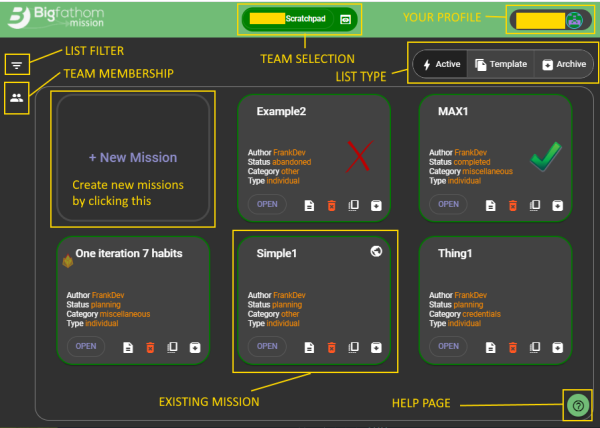 Bigfathom
mission
Scratchpad
YOUR PROFILE
LIST FILTER
TEAM SELECTION
TEAM MEMBERSHIP
LIST TYPE
Active
Template
Archive
+ New Mission
Create new missions
by clicking this
Example2
Author FrankDev
Status abandoned
Category other
Type individual
OPEN
MAX1
Author FrankDev
Status completed
Category miscellaneous
Type individual
OPEN
One iteration 7 habits
Author FrankDev
Status planning
Category miscellaneous
Type individual
OPEN
Simple1
Author FrankDev
Status planning
Category other
Type individual
OPEN
Thing1
Author FrankDev
Status planning
Category credentials
Type individual
OPEN
EXISTING MISSION
HELP PAGE